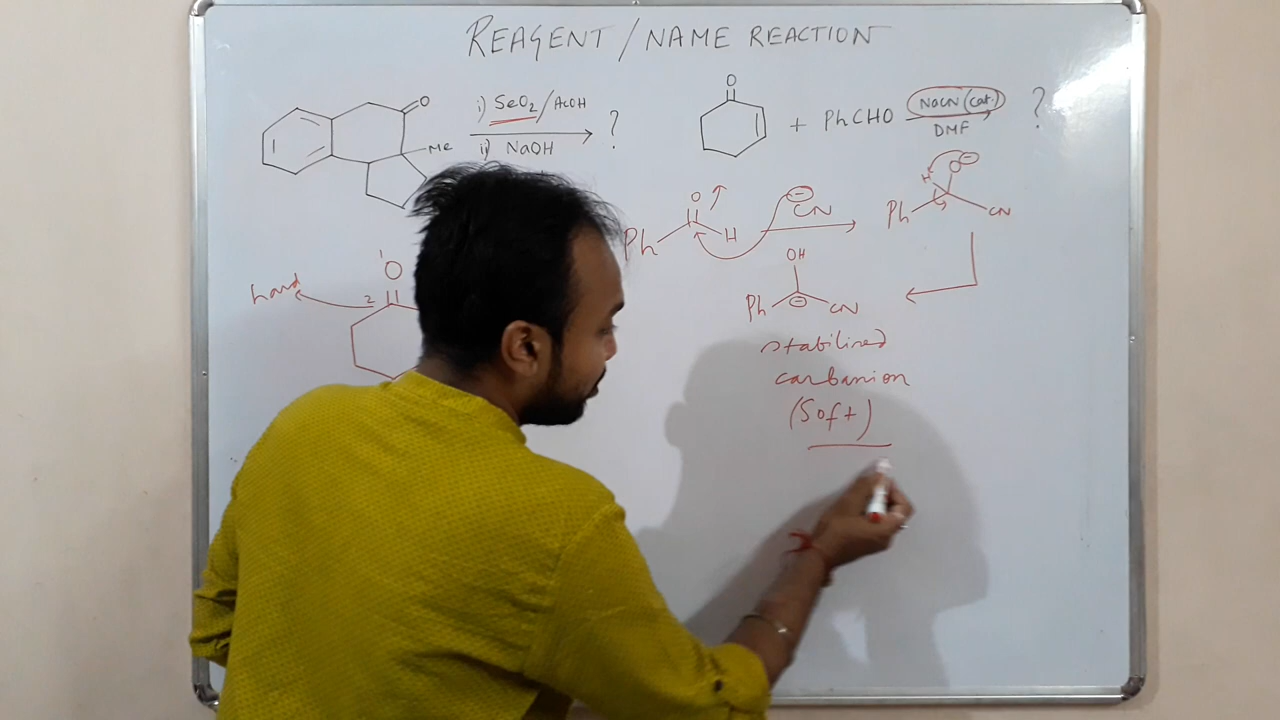 REAGENT / NAME REACTION
O
i) SeO2/AcOH
ii) NaOH
?
Me
O
+ PhCHO
NaCN (cat.)
DMF
?
Ph
O
H
⊖
CN
O⊖
H
Ph
CN
hard
1
O
2
OH
Ph
⊖
CN
stabilized
carbanion
(Soft)